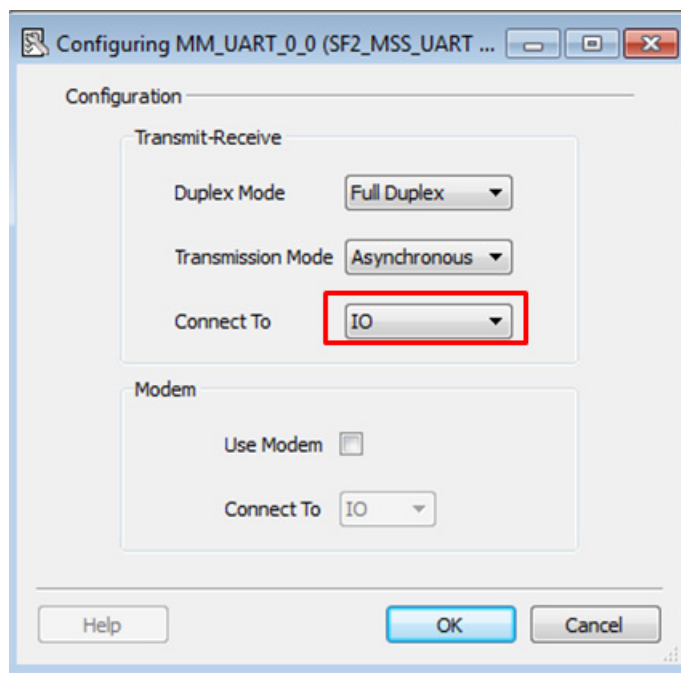 Configuring MM_UART_0_0 (SF2_MSS_UART ...
Configuration
Transmit-Receive
Duplex Mode Full Duplex
Transmission Mode Asynchronous
Connect To IO
Modem
Use Modem
Connect To IO
Help OK Cancel